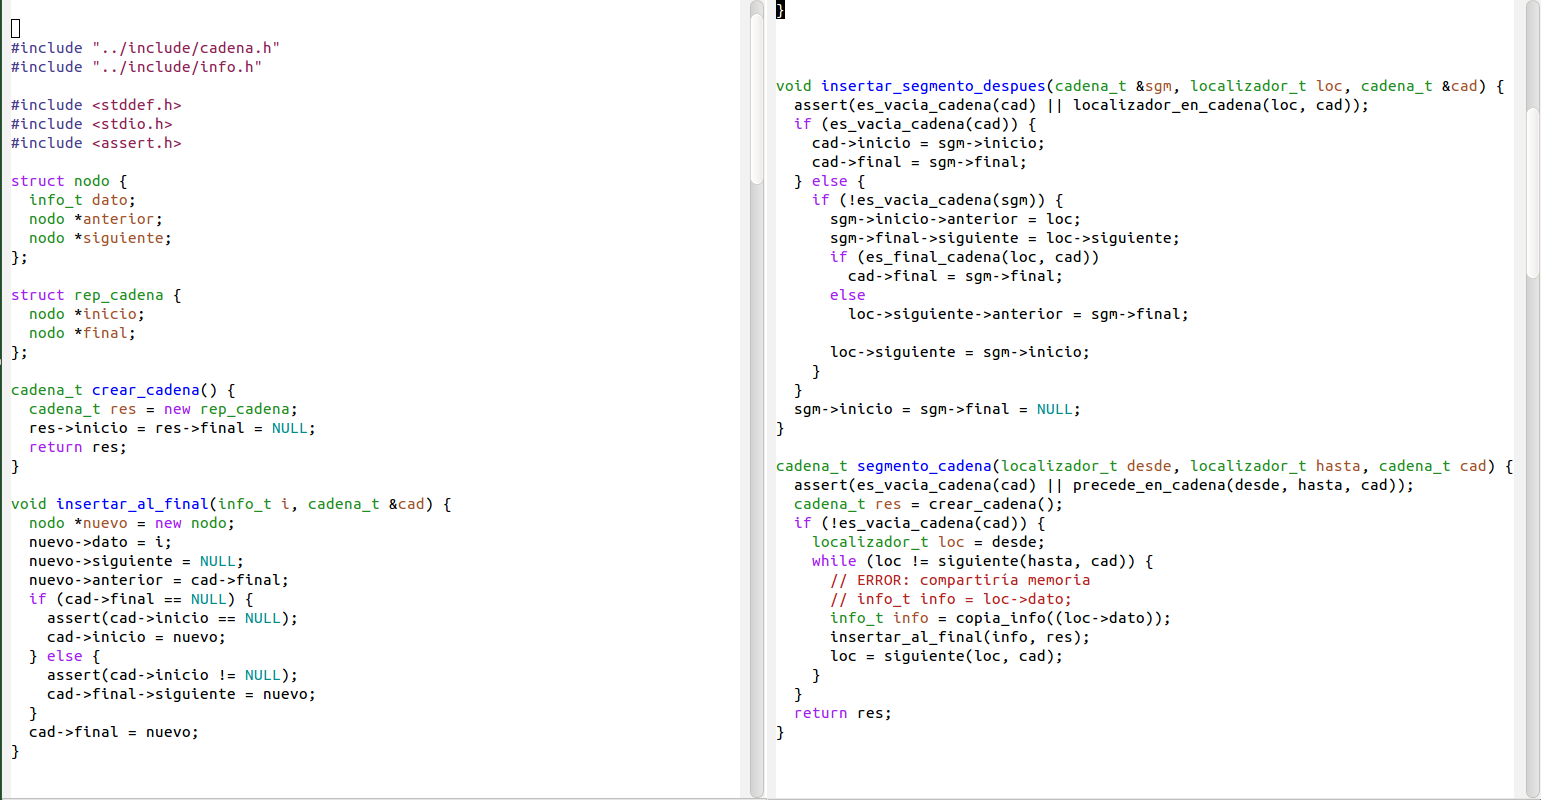 #include "../include/cadena.h"
#include "../include/info.h"

#include <stddef.h>
#include <stdio.h>
#include <assert.h>

struct nodo {
  info_t dato;
  nodo *anterior;
  nodo *siguiente;
};

struct rep_cadena {
  nodo *inicio;
  nodo *final;
};

cadena_t crear_cadena() {
  cadena_t res = new rep_cadena;
  res->inicio = res->final = NULL;
  return res;
}

void insertar_al_final(info_t i, cadena_t &cad) {
  nodo *nuevo = new nodo;
  nuevo->dato = i;
  nuevo->siguiente = NULL;
  nuevo->anterior = cad->final;
  if (cad->final == NULL) {
    assert(cad->inicio == NULL);
    cad->inicio = nuevo;
  } else {
    assert(cad->inicio != NULL);
    cad->final->siguiente = nuevo;
  }
  cad->final = nuevo;
}

}

void insertar_segmento_despues(cadena_t &sgm, localizador_t loc, cadena_t &cad) {
  assert(es_vacia_cadena(cad) || localizador_en_cadena(loc, cad));
  if (es_vacia_cadena(cad)) {
    cad->inicio = sgm->inicio;
    cad->final = sgm->final;
  } else {
    if (!es_vacia_cadena(sgm)) {
      sgm->inicio->anterior = loc;
      sgm->final->siguiente = loc->siguiente;
      if (es_final_cadena(loc, cad))
        cad->final = sgm->final;
      else
        loc->siguiente->anterior = sgm->final;

      loc->siguiente = sgm->inicio;
    }
  }
  sgm->inicio = sgm->final = NULL;
}

cadena_t segmento_cadena(localizador_t desde, localizador_t hasta, cadena_t cad) {
  assert(es_vacia_cadena(cad) || precede_en_cadena(desde, hasta, cad));
  cadena_t res = crear_cadena();
  if (!es_vacia_cadena(cad)) {
    localizador_t loc = desde;
    while (loc != siguiente(hasta, cad)) {
      // ERROR: compartiría memoria
      // info_t info = loc->dato;
      info_t info = copia_info((loc->dato));
      insertar_al_final(info, res);
      loc = siguiente(loc, cad);
    }
  }
  return res;
}